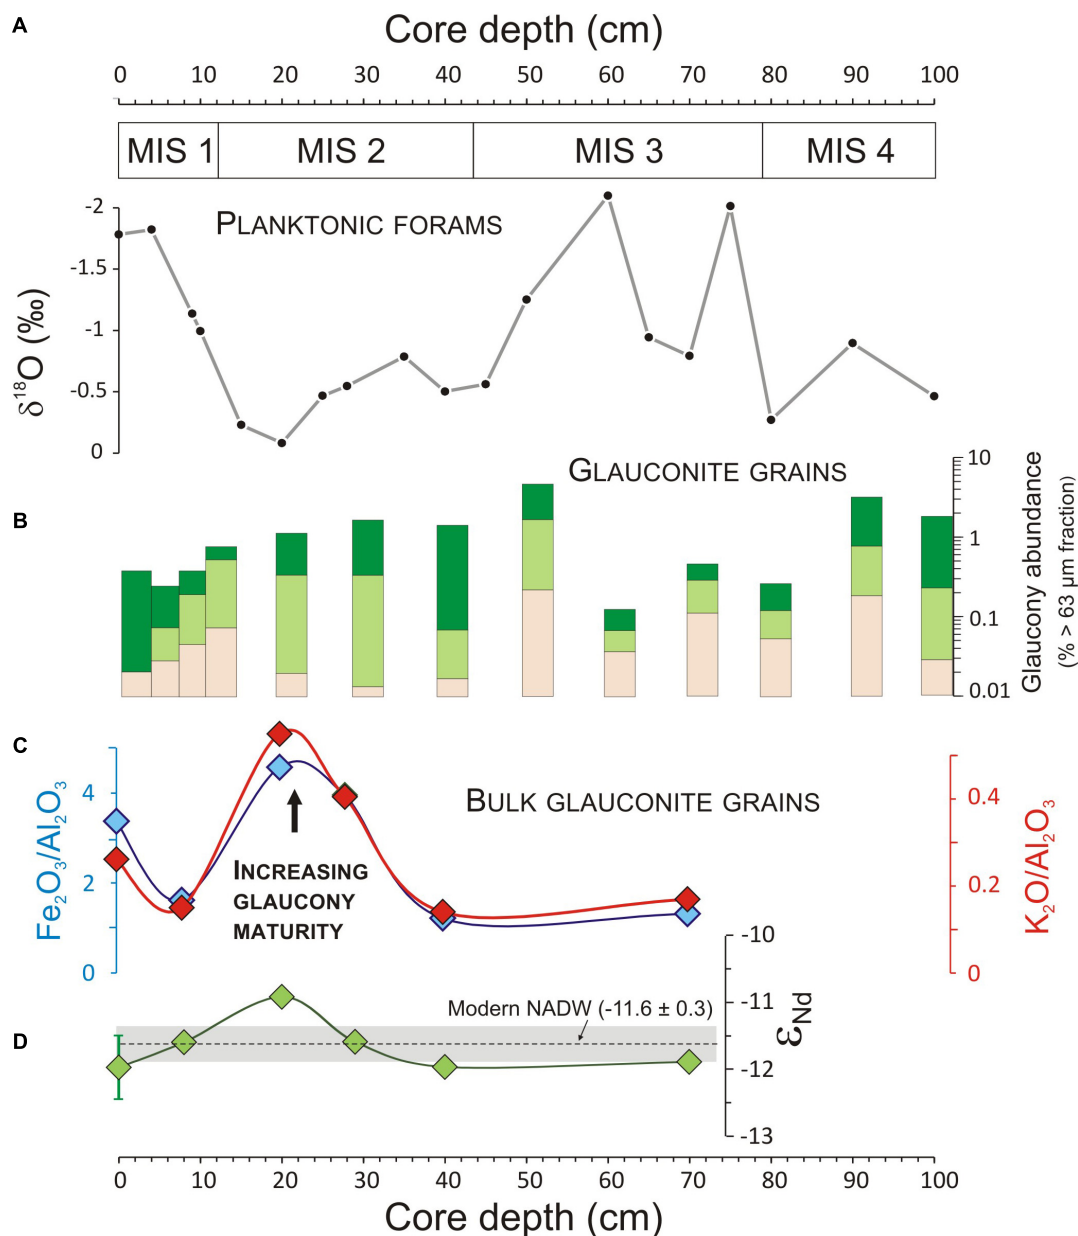 A
Core depth (cm)
0 10 20 30 40 50 60 70 80 90 100
MIS 1 MIS 2 MIS 3 MIS 4
PLANKTONIC FORAMS
-2
-1.5
-1
-0.5
0
δ18O (‰)
B
GLAUCONITE GRAINS
10
1
0.1
0.01
Glaucony abundance
(% > 63 µm fraction)
C
BULK GLAUCONITE GRAINS
4
2
0
Fe2O3/Al2O3
INCREASING
GLAUCONY
MATURITY
0.4
0.2
0
K2O/Al2O3
D
Modern NADW (-11.6 ± 0.3)
-10
-11
-12
-13
εNd
0 10 20 30 40 50 60 70 80 90 100
Core depth (cm)